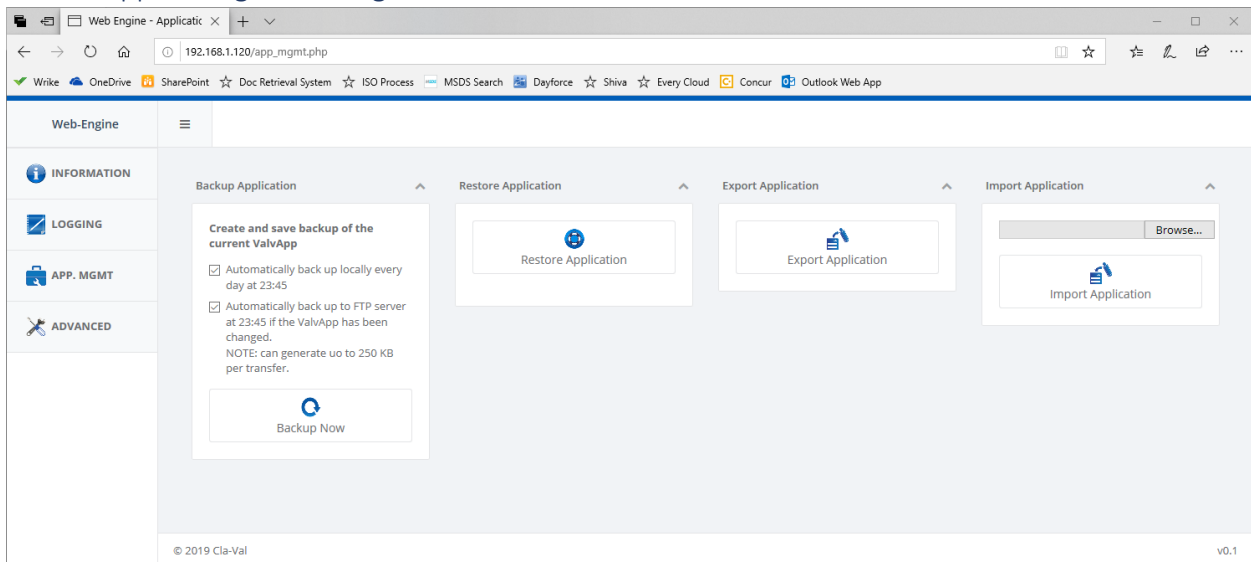 Web Engine - Applicatic
192.168.1.120/app_mgmt.php
Wrike OneDrive SharePoint Doc Retrieval System ISO Process MSDS Search Dayforce Shiva Every Cloud Concur Outlook Web App
Web-Engine
INFORMATION
LOGGING
APP. MGMT
ADVANCED
Backup Application
Create and save backup of the
current ValvApp
Automatically back up locally every
day at 23:45
Automatically back up to FTP server
at 23:45 if the ValvApp has been
changed.
NOTE: can generate uo to 250 KB
per transfer.
Backup Now
Restore Application
Restore Application
Export Application
Export Application
Import Application
Browse...
Import Application
© 2019 Cla-Val
v0.1